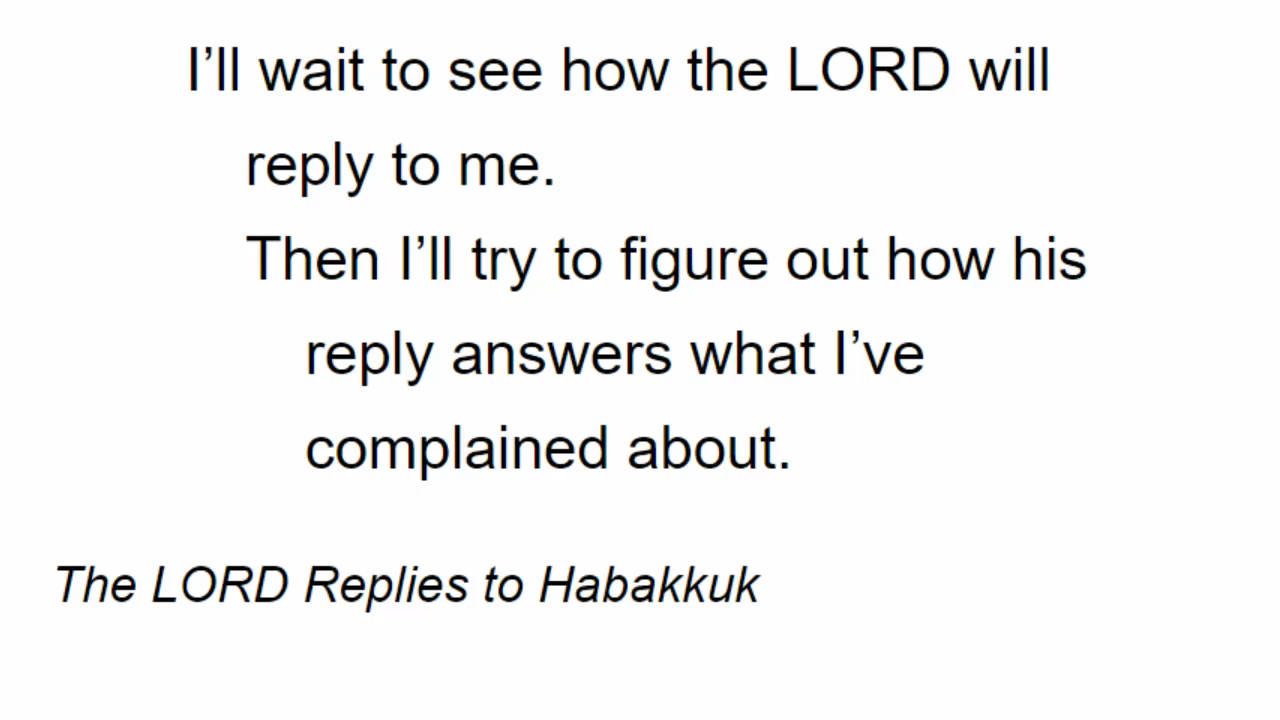 I’ll wait to see how the LORD will
reply to me.
Then I’ll try to figure out how his
reply answers what I’ve
complained about.
The LORD Replies to Habakkuk